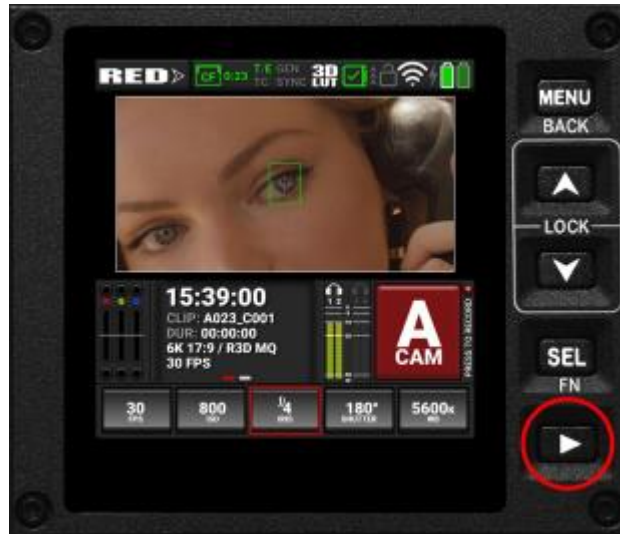 RED
CF 0:23 T/E GEN 3D
TC SYNC LUT
MENU
BACK
LOCK
15:39:00
CLIP: A023_C001
DUR: 00:00:00
6K 17:9 / R3D MQ
30 FPS
1 2
A
CAM
PRESS TO RECORD
SEL
FN
30
FPS
800
ISO
180°
SHUTTER
5600K
WB